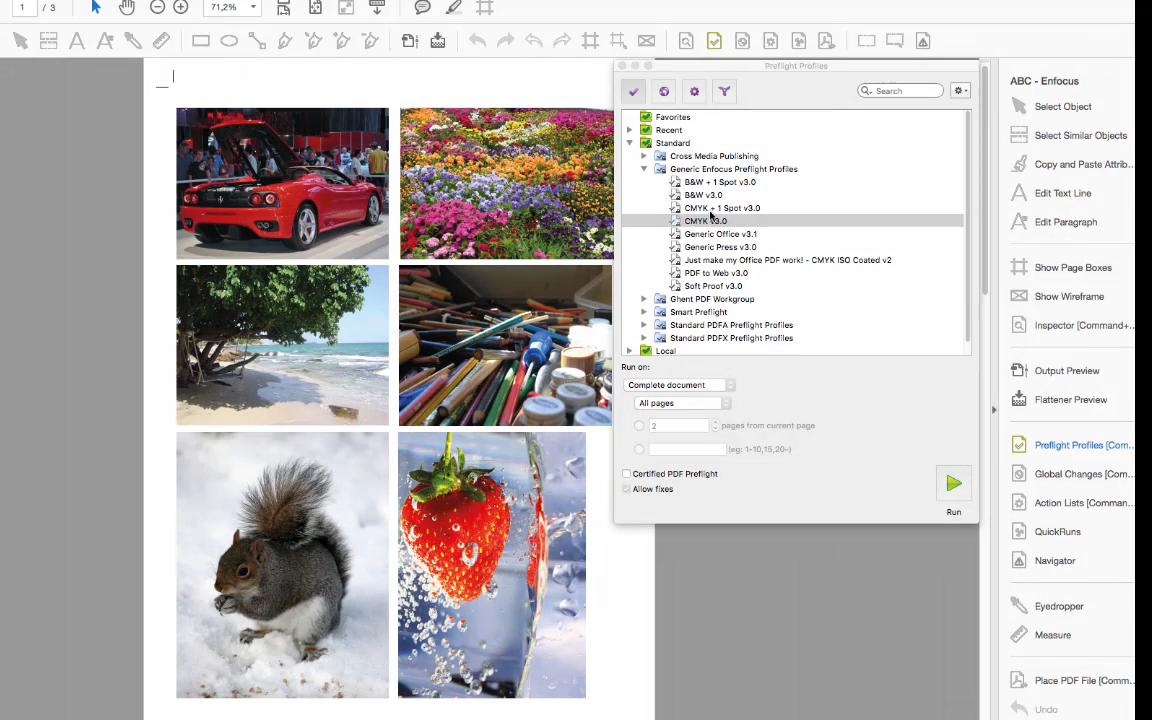 1 / 3
71,2%
Preflight Profiles
Search
Favorites
Recent
Standard
Cross Media Publishing
Generic Enfocus Preflight Profiles
B&W + 1 Spot v3.0
B&W v3.0
CMYK + 1 Spot v3.0
CMYK v3.0
Generic Office v3.1
Generic Press v3.0
Just make my Office PDF work! - CMYK ISO Coated v2
PDF to Web v3.0
Soft Proof v3.0
Ghent PDF Workgroup
Smart Preflight
Standard PDFA Preflight Profiles
Standard PDFX Preflight Profiles
Local
Run on:
Complete document
All pages
2 pages from current page
(eg: 1-10,15,20-)
Certified PDF Preflight
Allow fixes
Run
ABC - Enfocus
Select Object
Select Similar Objects
Copy and Paste Attrib...
Edit Text Line
Edit Paragraph
Show Page Boxes
Show Wireframe
Inspector [Command+...
Output Preview
Flattener Preview
Preflight Profiles [Com...
Global Changes [Com...
Action Lists [Comman...
QuickRuns
Navigator
Eyedropper
Measure
Place PDF File [Comm...
Undo